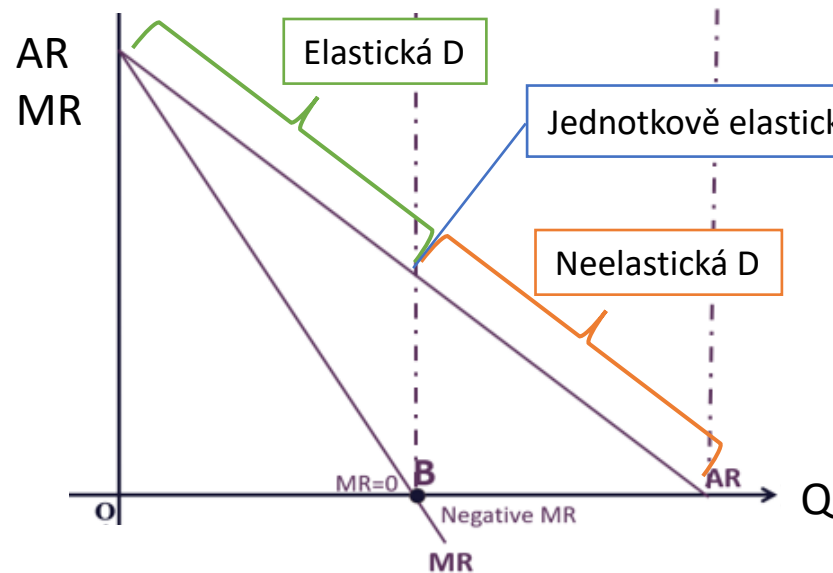 AR
MR
Elastická D
Jednotkově elastick
Neelastická D
MR=0
B
AR
O
Negative MR
Q
MR